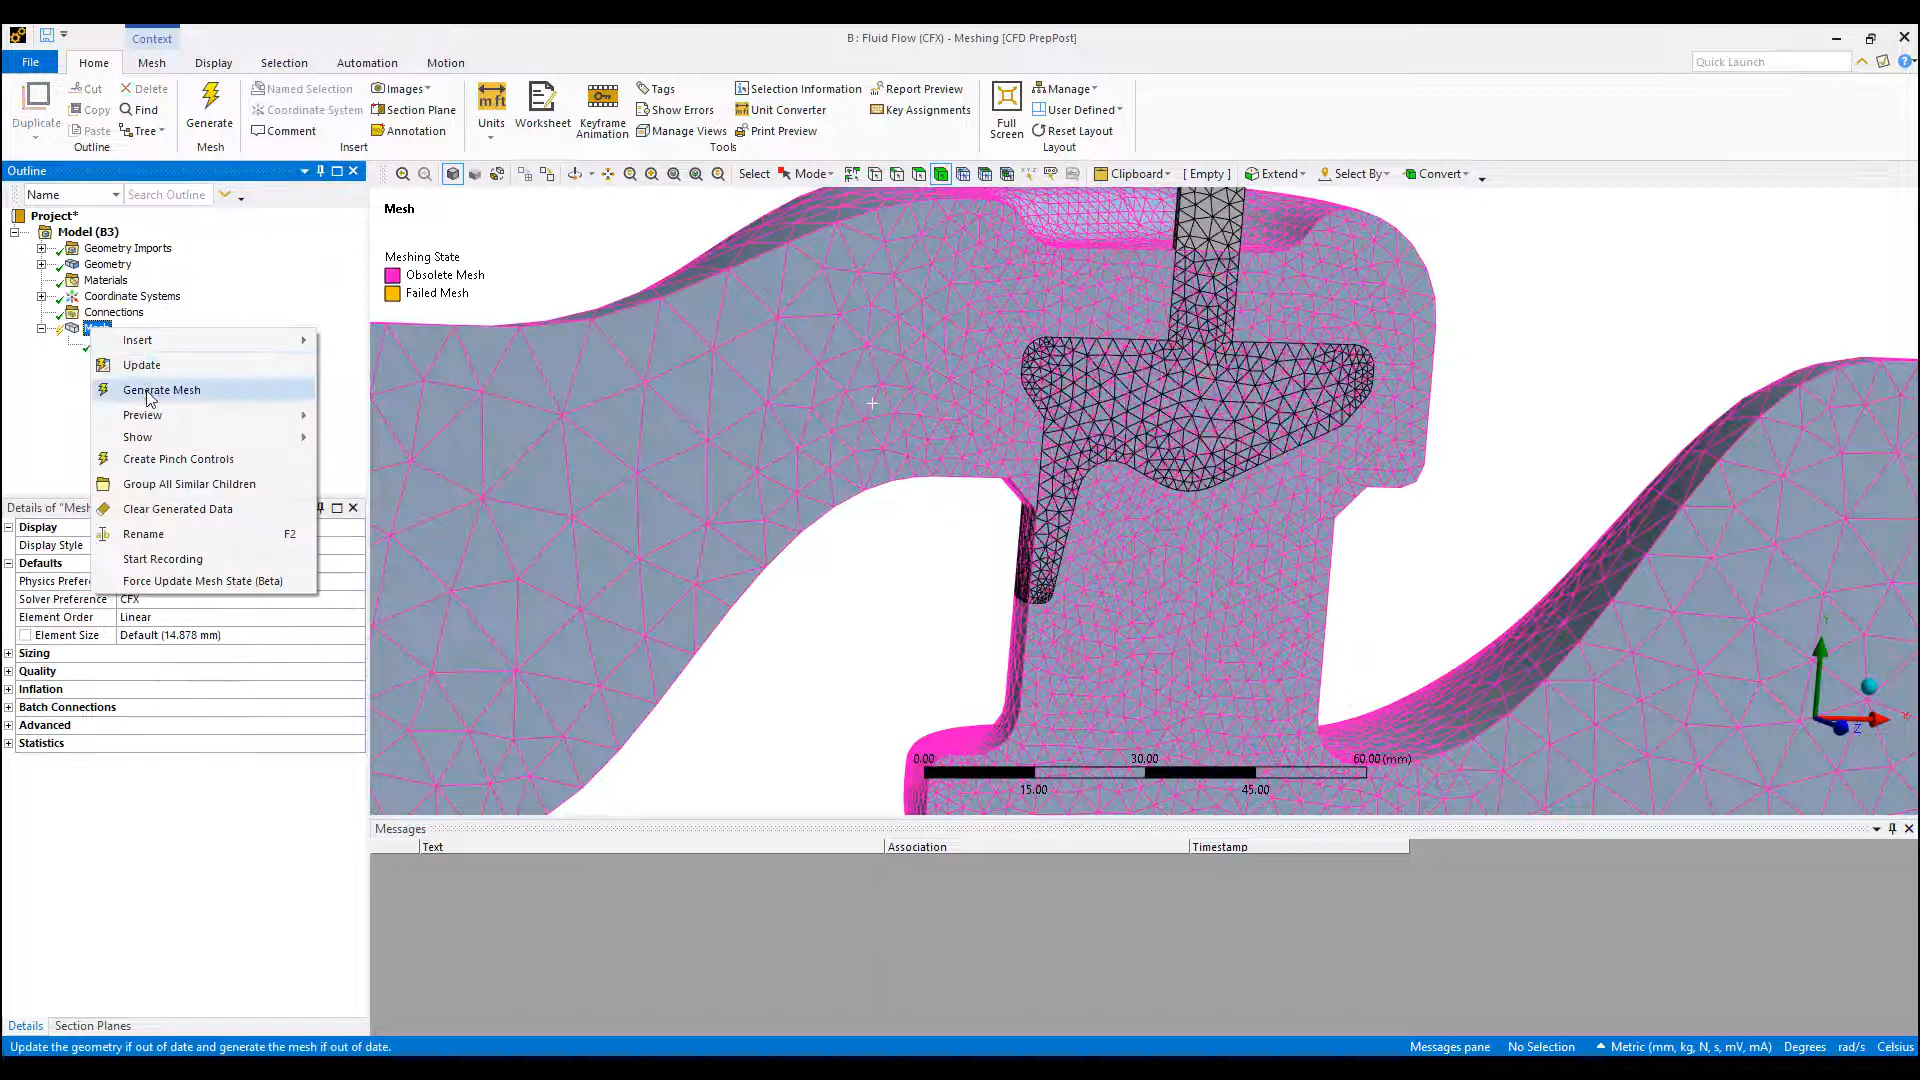 Context
B: Fluid Flow (CFX) - Meshing [CFD PrepPost]
File Home Mesh Display Selection Automation Motion
Quick Launch
Duplicate
Cut
Copy
Paste
Delete
Find
Tree
Outline
Generate
Mesh
Named Selection
Coordinate System
Comment
Images
Section Plane
Annotation
Insert
Units
Worksheet
Keyframe
Animation
Tags
Show Errors
Manage Views
Selection Information
Unit Converter
Print Preview
Report Preview
Key Assignments
Tools
Full
Screen
Manage
User Defined
Reset Layout
Layout
Outline
Select Mode Clipboard [ Empty ] Extend Select By Convert
Name Search Outline
Project*
Model (B3)
Geometry Imports
Geometry
Materials
Coordinate Systems
Connections
Mesh
Insert
Update
Generate Mesh
Preview
Show
Create Pinch Controls
Group All Similar Children
Clear Generated Data
Rename F2
Start Recording
Force Update Mesh State (Beta)
Details of "Mesh
Display
Display Style
Defaults
Physics Prefer
Solver Preference CFX
Element Order Linear
Element Size Default (14.878 mm)
Sizing
Quality
Inflation
Batch Connections
Advanced
Statistics
Details Section Planes
Mesh
Meshing State
Obsolete Mesh
Failed Mesh
0.00 30.00 60.00 (mm)
15.00 45.00
Y
X
Z
Messages
Text Association Timestamp
Update the geometry if out of date and generate the mesh if out of date.
Messages pane No Selection Metric (mm, kg, N, s, mV, mA) Degrees rad/s Celsius